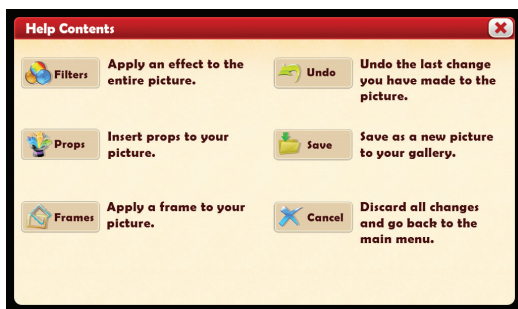 Help Contents
Filters
Apply an effect to the
entire picture.
Undo
Undo the last change
you have made to the
picture.
Props
Insert props to your
picture.
Save
Save as a new picture
to your gallery.
Frames
Apply a frame to your
picture.
Cancel
Discard all changes
and go back to the
main menu.